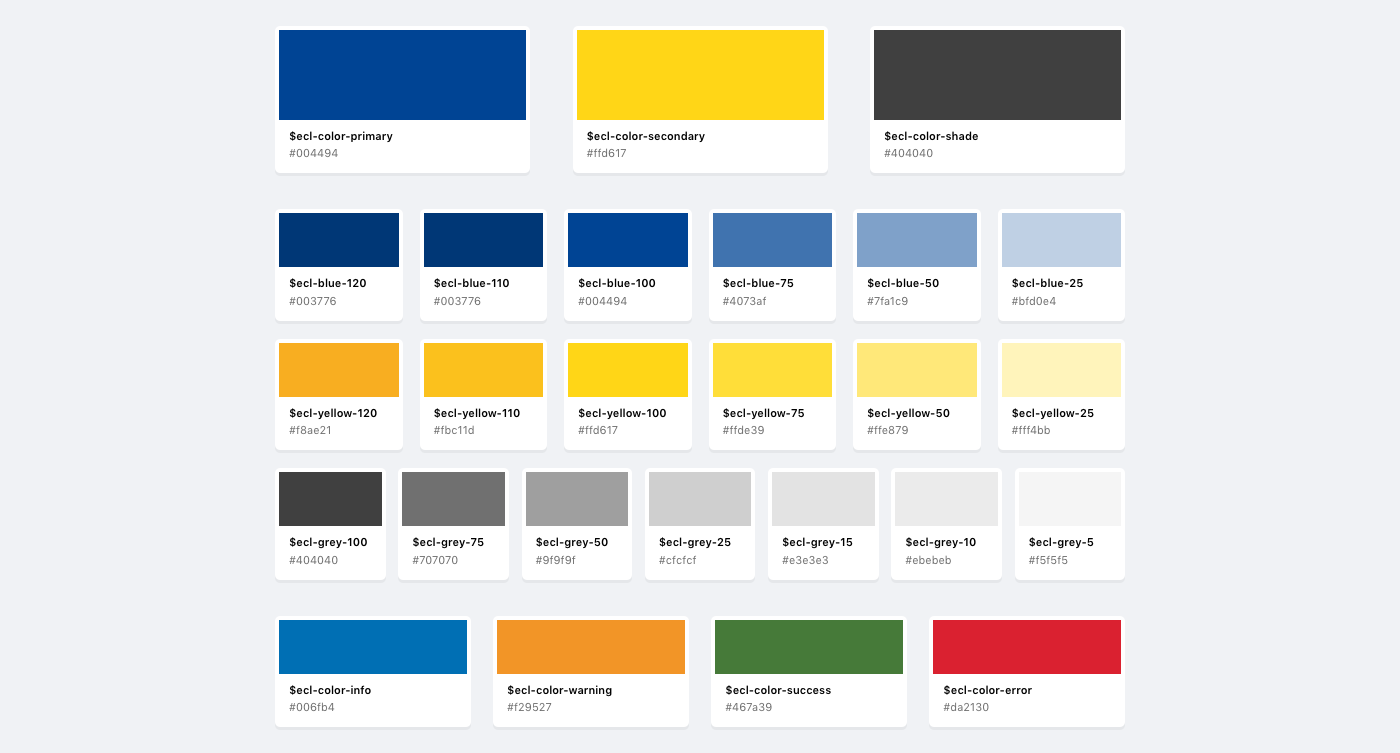 $ecl-color-primary
#004494
$ecl-color-secondary
#ffd617
$ecl-color-shade
#404040
$ecl-blue-120
#003776
$ecl-blue-110
#003776
$ecl-blue-100
#004494
$ecl-blue-75
#4073af
$ecl-blue-50
#7fa1c9
$ecl-blue-25
#bfd0e4
$ecl-yellow-120
#f8ae21
$ecl-yellow-110
#fbc11d
$ecl-yellow-100
#ffd617
$ecl-yellow-75
#ffde39
$ecl-yellow-50
#ffe879
$ecl-yellow-25
#fff4bb
$ecl-grey-100
#404040
$ecl-grey-75
#707070
$ecl-grey-50
#9f9f9f
$ecl-grey-25
#cfcfcf
$ecl-grey-15
#e3e3e3
$ecl-grey-10
#ebebeb
$ecl-grey-5
#f5f5f5
$ecl-color-info
#006fb4
$ecl-color-warning
#f29527
$ecl-color-success
#467a39
$ecl-color-error
#da2130